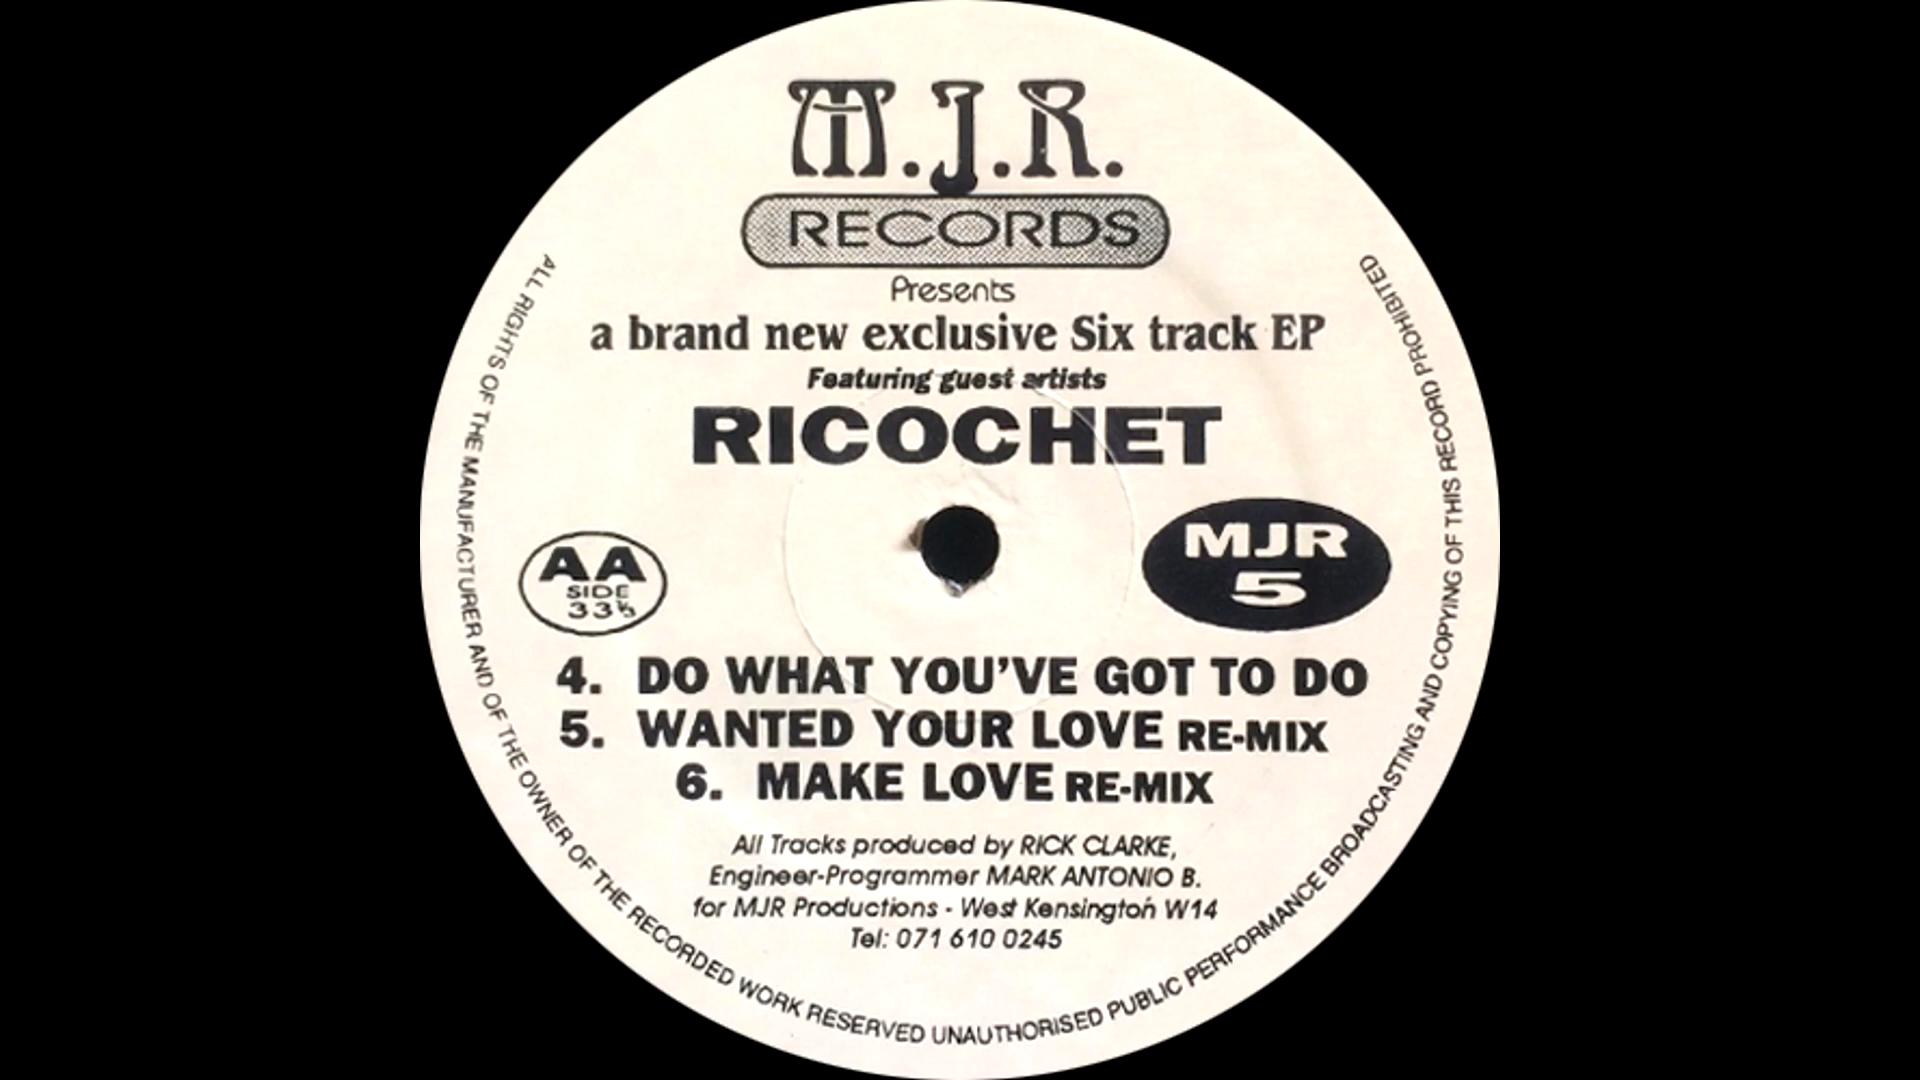 M.J.R.
RECORDS
Presents
a brand new exclusive Six track EP
Featuring guest artists
RICOCHET
AA
SIDE
33⅓
MJR
5
4. DO WHAT YOU'VE GOT TO DO
5. WANTED YOUR LOVE RE-MIX
6. MAKE LOVE RE-MIX
All Tracks produced by RICK CLARKE,
Engineer-Programmer MARK ANTONIO B.
for MJR Productions - West Kensington W14
Tel: 071 610 0245
ALL RIGHTS OF THE MANUFACTURER AND OF THE OWNER OF THE RECORDED WORK RESERVED UNAUTHORISED PUBLIC PERFORMANCE BROADCASTING AND COPYING OF THIS RECORD PROHIBITED